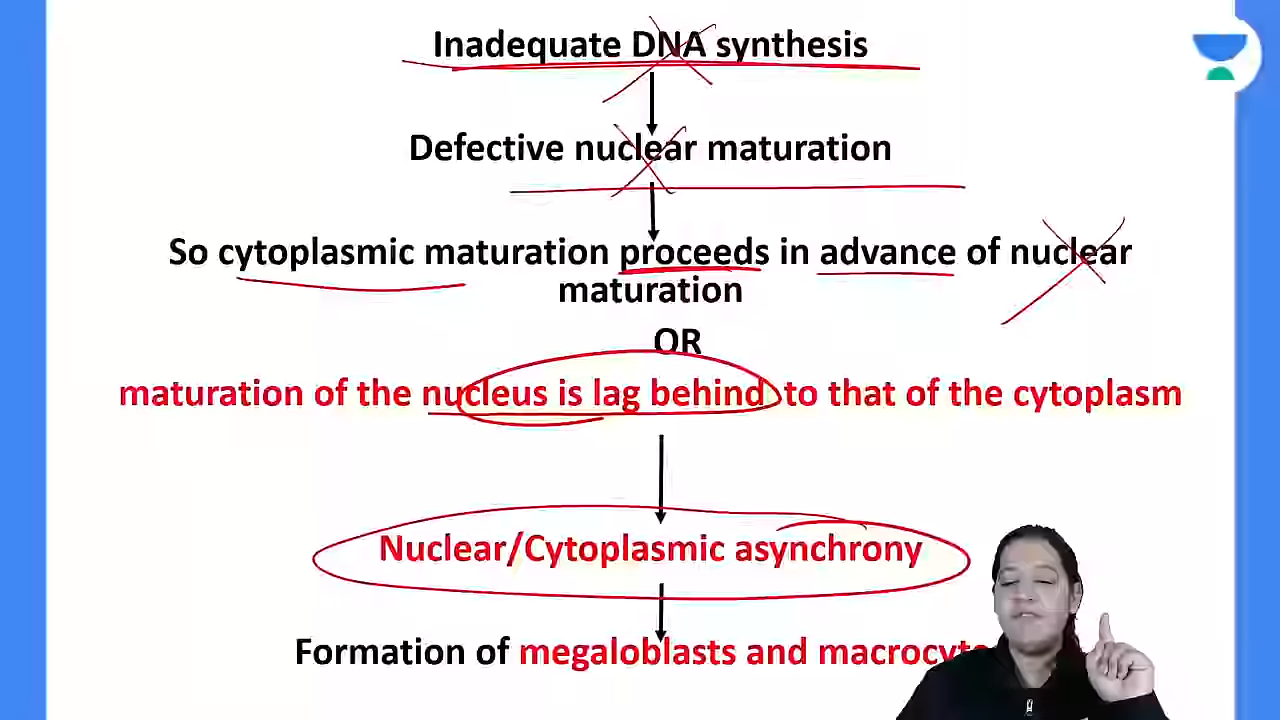 Inadequate DNA synthesis
Defective nuclear maturation
So cytoplasmic maturation proceeds in advance of nuclear
maturation
OR
maturation of the nucleus is lag behind to that of the cytoplasm
Nuclear/Cytoplasmic asynchrony
Formation of megaloblasts and